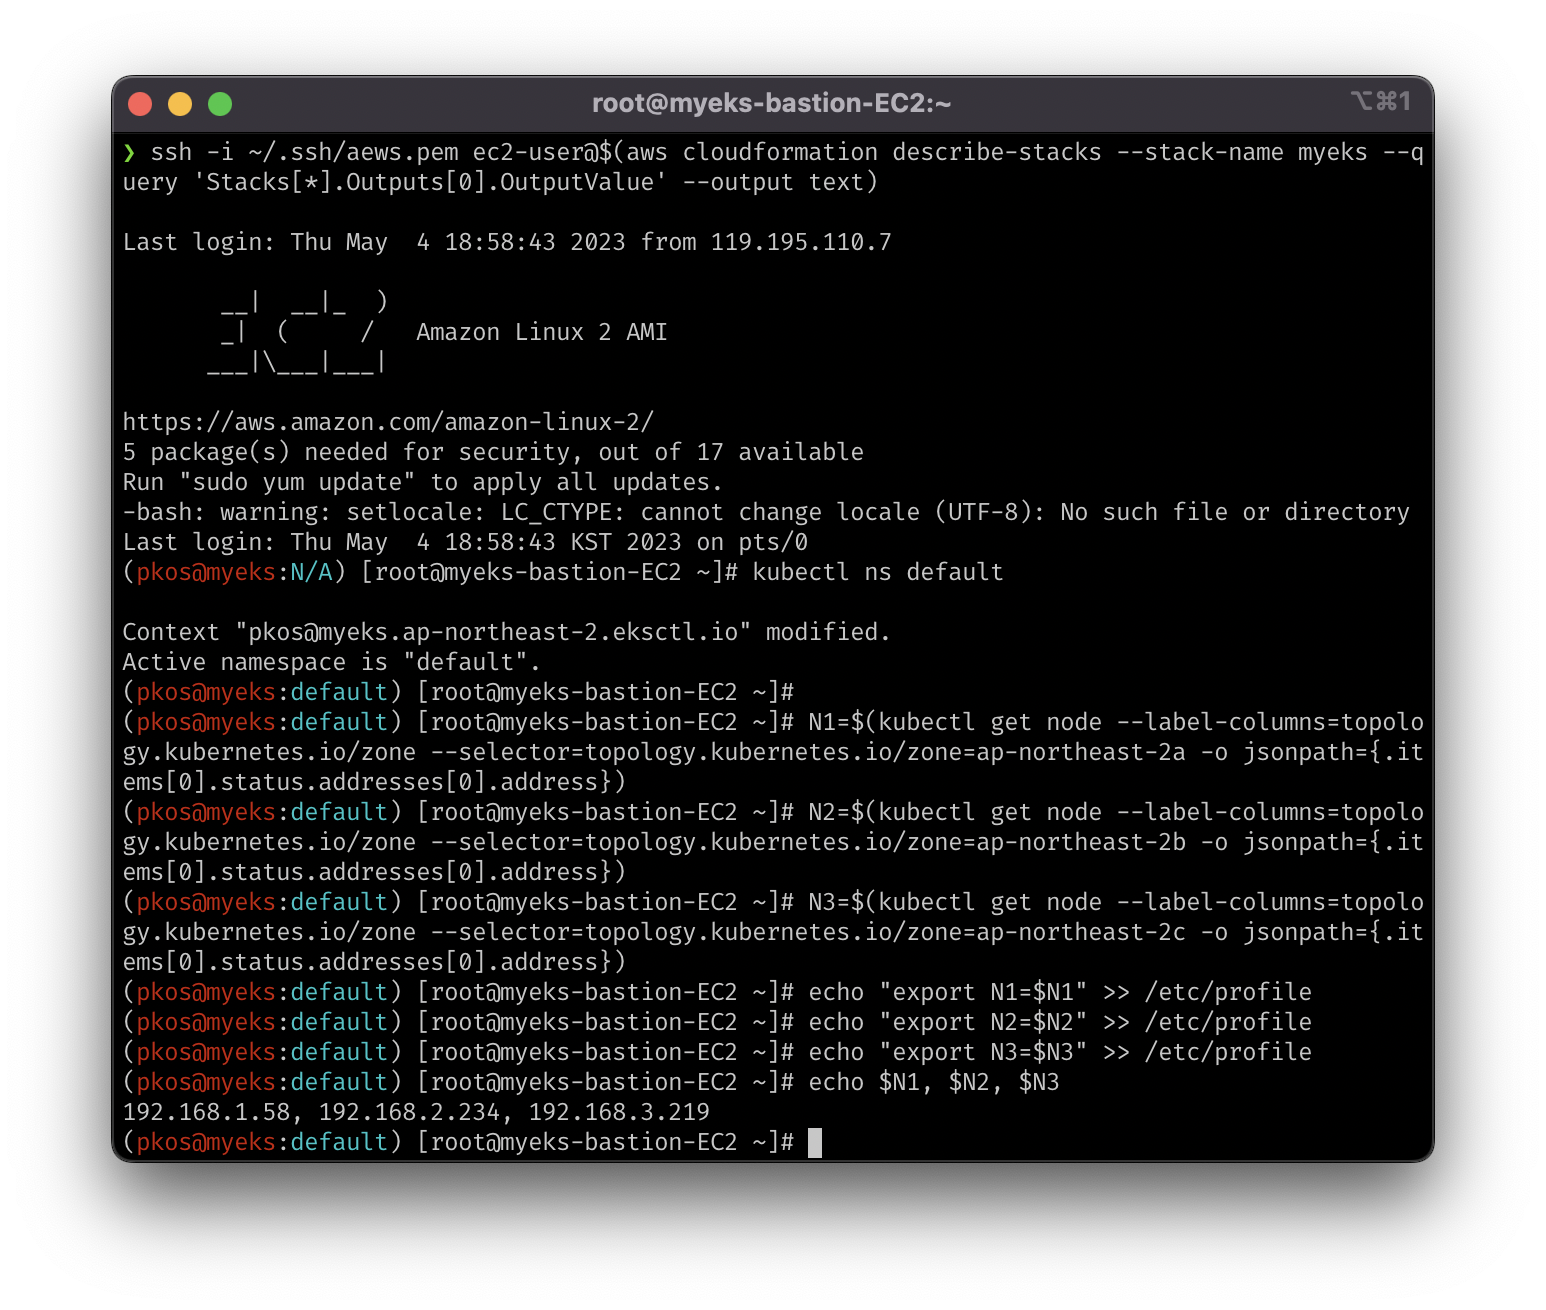 root@myeks-bastion-EC2:~
⌥⌘1
❯ ssh -i ~/.ssh/aews.pem ec2-user@$(aws cloudformation describe-stacks --stack-name myeks --q
uery 'Stacks[*].Outputs[0].OutputValue' --output text)
Last login: Thu May  4 18:58:43 2023 from 119.195.110.7
       __|  __|_  )
       _|  (     /   Amazon Linux 2 AMI
      ___|\___|___|
https://aws.amazon.com/amazon-linux-2/
5 package(s) needed for security, out of 17 available
Run "sudo yum update" to apply all updates.
-bash: warning: setlocale: LC_CTYPE: cannot change locale (UTF-8): No such file or directory
Last login: Thu May  4 18:58:43 KST 2023 on pts/0
(pkos@myeks:N/A) [root@myeks-bastion-EC2 ~]# kubectl ns default
Context "pkos@myeks.ap-northeast-2.eksctl.io" modified.
Active namespace is "default".
(pkos@myeks:default) [root@myeks-bastion-EC2 ~]#
(pkos@myeks:default) [root@myeks-bastion-EC2 ~]# N1=$(kubectl get node --label-columns=topolo
gy.kubernetes.io/zone --selector=topology.kubernetes.io/zone=ap-northeast-2a -o jsonpath={.it
ems[0].status.addresses[0].address})
(pkos@myeks:default) [root@myeks-bastion-EC2 ~]# N2=$(kubectl get node --label-columns=topolo
gy.kubernetes.io/zone --selector=topology.kubernetes.io/zone=ap-northeast-2b -o jsonpath={.it
ems[0].status.addresses[0].address})
(pkos@myeks:default) [root@myeks-bastion-EC2 ~]# N3=$(kubectl get node --label-columns=topolo
gy.kubernetes.io/zone --selector=topology.kubernetes.io/zone=ap-northeast-2c -o jsonpath={.it
ems[0].status.addresses[0].address})
(pkos@myeks:default) [root@myeks-bastion-EC2 ~]# echo "export N1=$N1" >> /etc/profile
(pkos@myeks:default) [root@myeks-bastion-EC2 ~]# echo "export N2=$N2" >> /etc/profile
(pkos@myeks:default) [root@myeks-bastion-EC2 ~]# echo "export N3=$N3" >> /etc/profile
(pkos@myeks:default) [root@myeks-bastion-EC2 ~]# echo $N1, $N2, $N3
192.168.1.58, 192.168.2.234, 192.168.3.219
(pkos@myeks:default) [root@myeks-bastion-EC2 ~]#